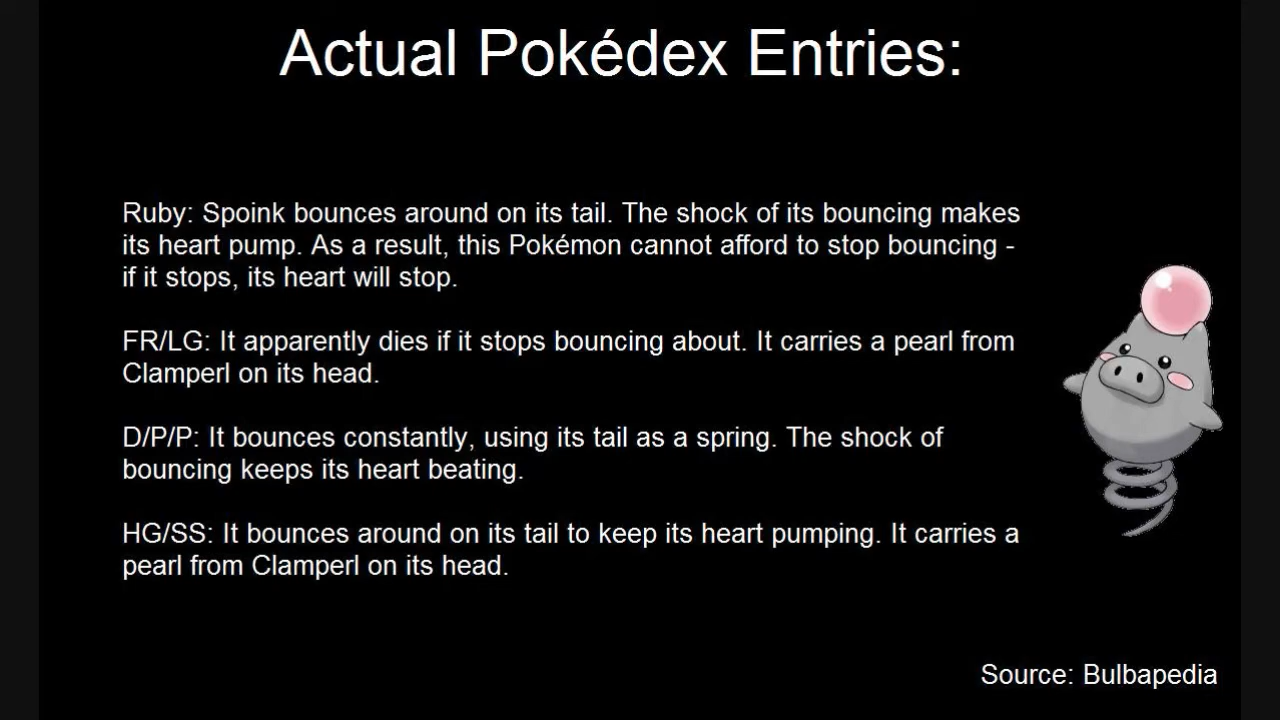 Actual Pokédex Entries:
Ruby: Spoink bounces around on its tail. The shock of its bouncing makes
its heart pump. As a result, this Pokémon cannot afford to stop bouncing -
if it stops, its heart will stop.
FR/LG: It apparently dies if it stops bouncing about. It carries a pearl from
Clamperl on its head.
D/P/P: It bounces constantly, using its tail as a spring. The shock of
bouncing keeps its heart beating.
HG/SS: It bounces around on its tail to keep its heart pumping. It carries a
pearl from Clamperl on its head.
Source: Bulbapedia